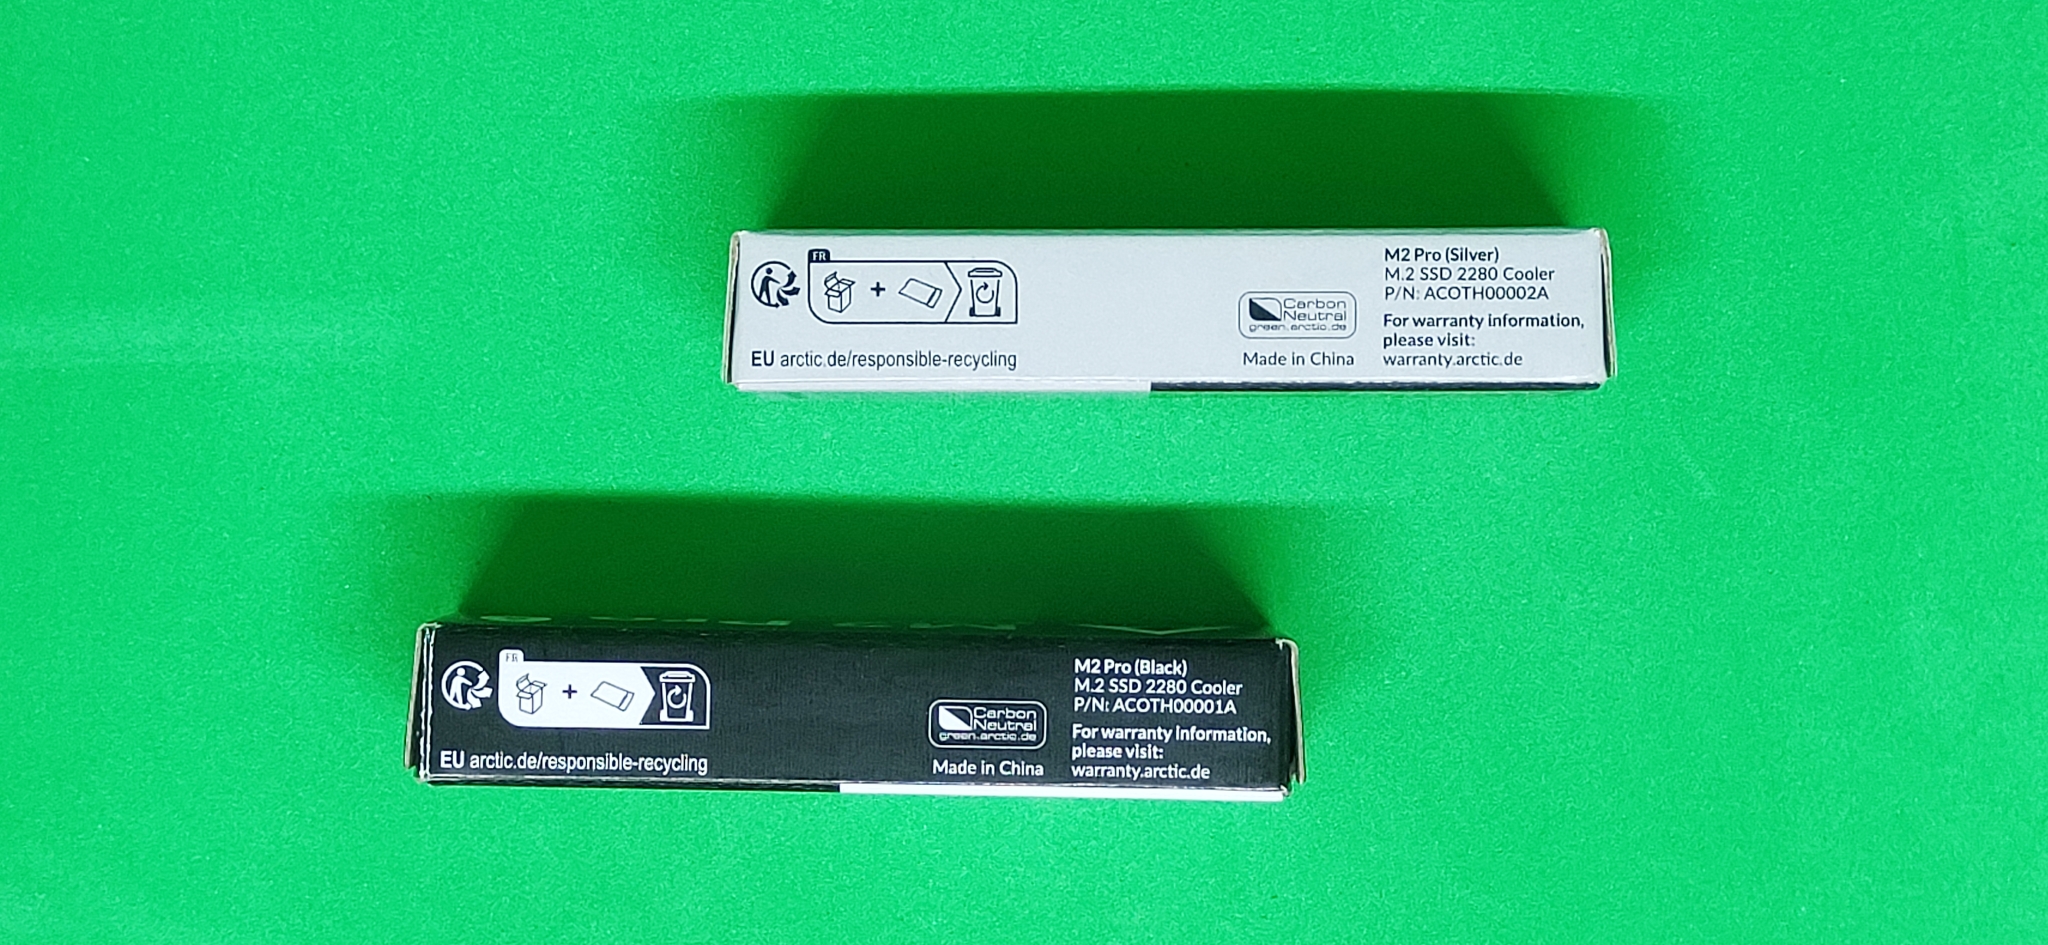 FR
EU arctic.de/responsible-recycling
Carbon
Neutral
green.arctic.de
Made in China
M2 Pro (Silver)
M.2 SSD 2280 Cooler
P/N: ACOTH00002A
For warranty information,
please visit:
warranty.arctic.de
FR
EU arctic.de/responsible-recycling
Carbon
Neutral
green.arctic.de
Made in China
M2 Pro (Black)
M.2 SSD 2280 Cooler
P/N: ACOTH00001A
For warranty information,
please visit:
warranty.arctic.de